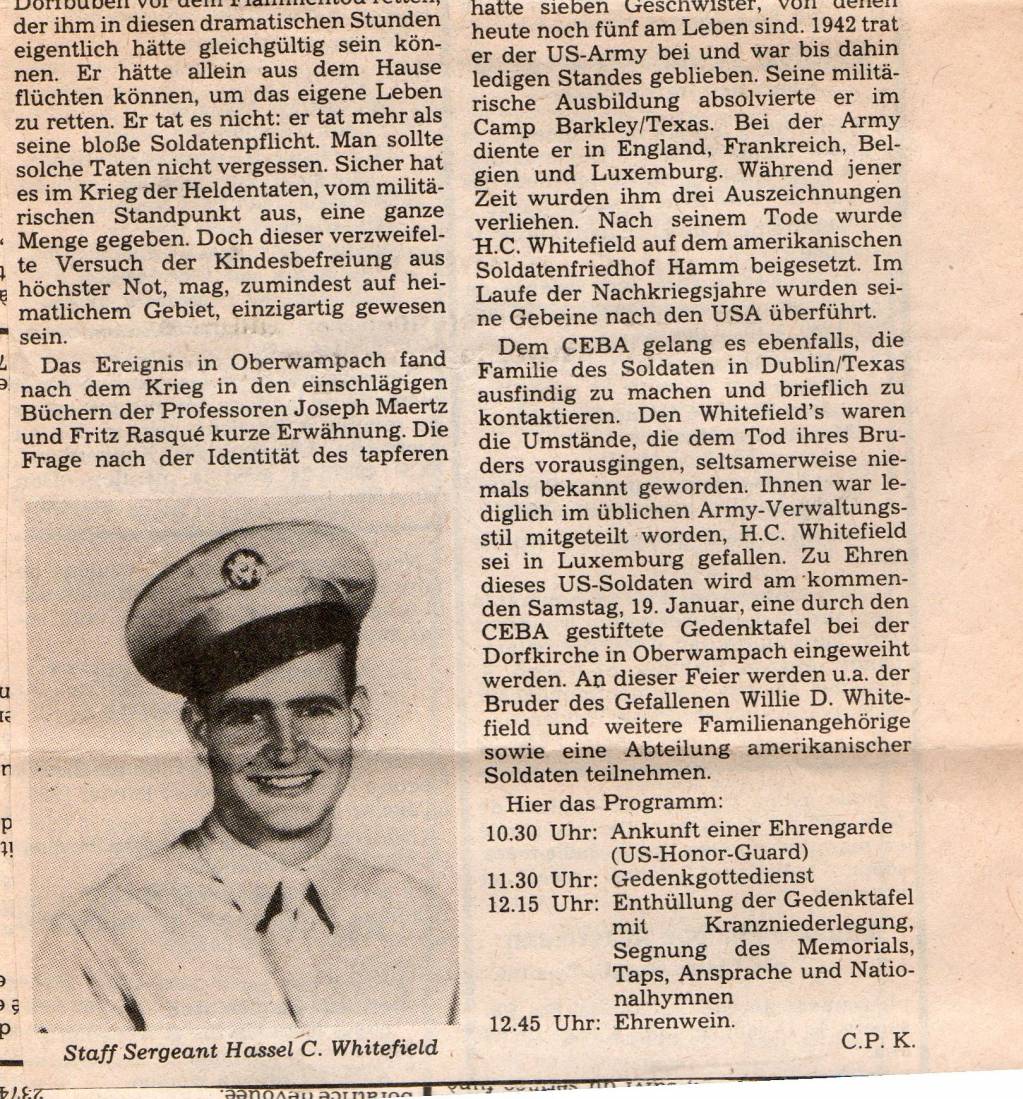 Dorfbuben vor dem Flammentod retten,
der ihm in diesen dramatischen Stunden
eigentlich hätte gleichgültig sein kön-
nen. Er hätte allein aus dem Hause
flüchten können, um das eigene Leben
zu retten. Er tat es nicht: er tat mehr als
seine bloße Soldatenpflicht. Man sollte
solche Taten nicht vergessen. Sicher hat
es im Krieg der Heldentaten, vom militä-
rischen Standpunkt aus, eine ganze
Menge gegeben. Doch dieser verzweifel-
te Versuch der Kindesbefreiung aus
höchster Not, mag, zumindest auf hei-
matlichem Gebiet, einzigartig gewesen
sein.
Das Ereignis in Oberwampach fand
nach dem Krieg in den einschlägigen
Büchern der Professoren Joseph Maertz
und Fritz Rasqué kurze Erwähnung. Die
Frage nach der Identität des tapferen
Staff Sergeant Hassel C. Whitefield
hatte sieben Geschwister, von denen
heute noch fünf am Leben sind. 1942 trat
er der US-Army bei und war bis dahin
ledigen Standes geblieben. Seine militä-
rische Ausbildung absolvierte er im
Camp Barkley/Texas. Bei der Army
diente er in England, Frankreich, Bel-
gien und Luxemburg. Während jener
Zeit wurden ihm drei Auszeichnungen
verliehen. Nach seinem Tode wurde
H.C. Whitefield auf dem amerikanischen
Soldatenfriedhof Hamm beigesetzt. Im
Laufe der Nachkriegsjahre wurden sei-
ne Gebeine nach den USA überführt.
Dem CEBA gelang es ebenfalls, die
Familie des Soldaten in Dublin/Texas
ausfindig zu machen und brieflich zu
kontaktieren. Den Whitefield's waren
die Umstände, die dem Tod ihres Bru-
ders vorausgingen, seltsamerweise nie-
mals bekannt geworden. Ihnen war le-
diglich im üblichen Army-Verwaltungs-
stil mitgeteilt worden, H.C. Whitefield
sei in Luxemburg gefallen. Zu Ehren
dieses US-Soldaten wird am kommen-
den Samstag, 19. Januar, eine durch den
CEBA gestiftete Gedenktafel bei der
Dorfkirche in Oberwampach eingeweiht
werden. An dieser Feier werden u.a. der
Bruder des Gefallenen Willie D. White-
field und weitere Familienangehörige
sowie eine Abteilung amerikanischer
Soldaten teilnehmen.
Hier das Programm:
10.30 Uhr: Ankunft einer Ehrengarde
(US-Honor-Guard)
11.30 Uhr: Gedenkgottedienst
12.15 Uhr: Enthüllung der Gedenktafel
mit Kranzniederlegung,
Segnung des Memorials,
Taps, Ansprache und Natio-
nalhymnen
12.45 Uhr: Ehrenwein.
C.P. K.